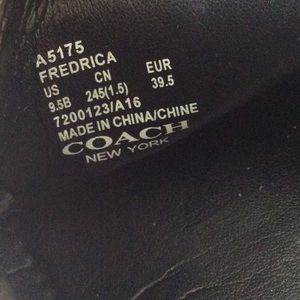 A5175
FREDRICA
US CN EUR
9.5B 245(1.5) 39.5
7200123/A16
MADE IN CHINA/CHINE
COACH
NEW YORK